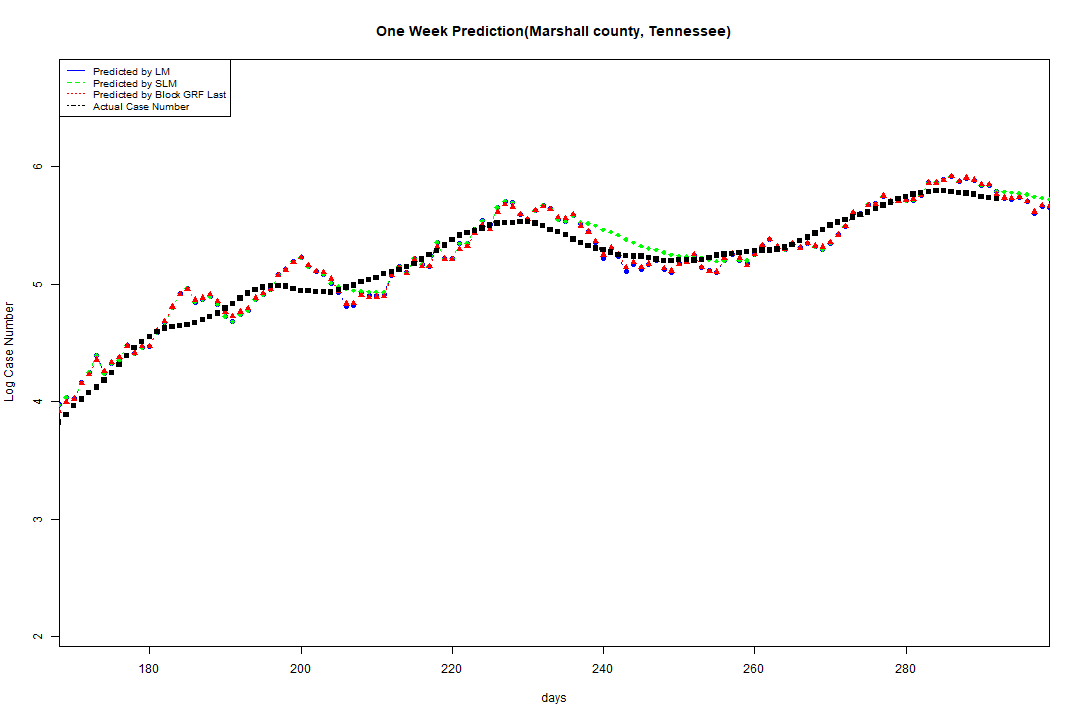 One Week Prediction(Marshall county, Tennessee)
Predicted by LM
Predicted by SLM
Predicted by Block GRF Last
Actual Case Number
6
5
4
3
2
Log Case Number
180 200 220 240 260 280
days